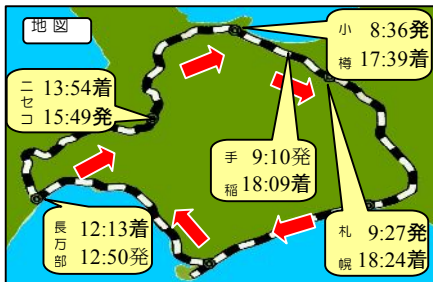 地図
小樽
8:36発
17:39着
ニセコ
13:54着
15:49発
手稲
9:10発
18:09着
長万部
12:13着
12:50発
札幌
9:27発
18:24着